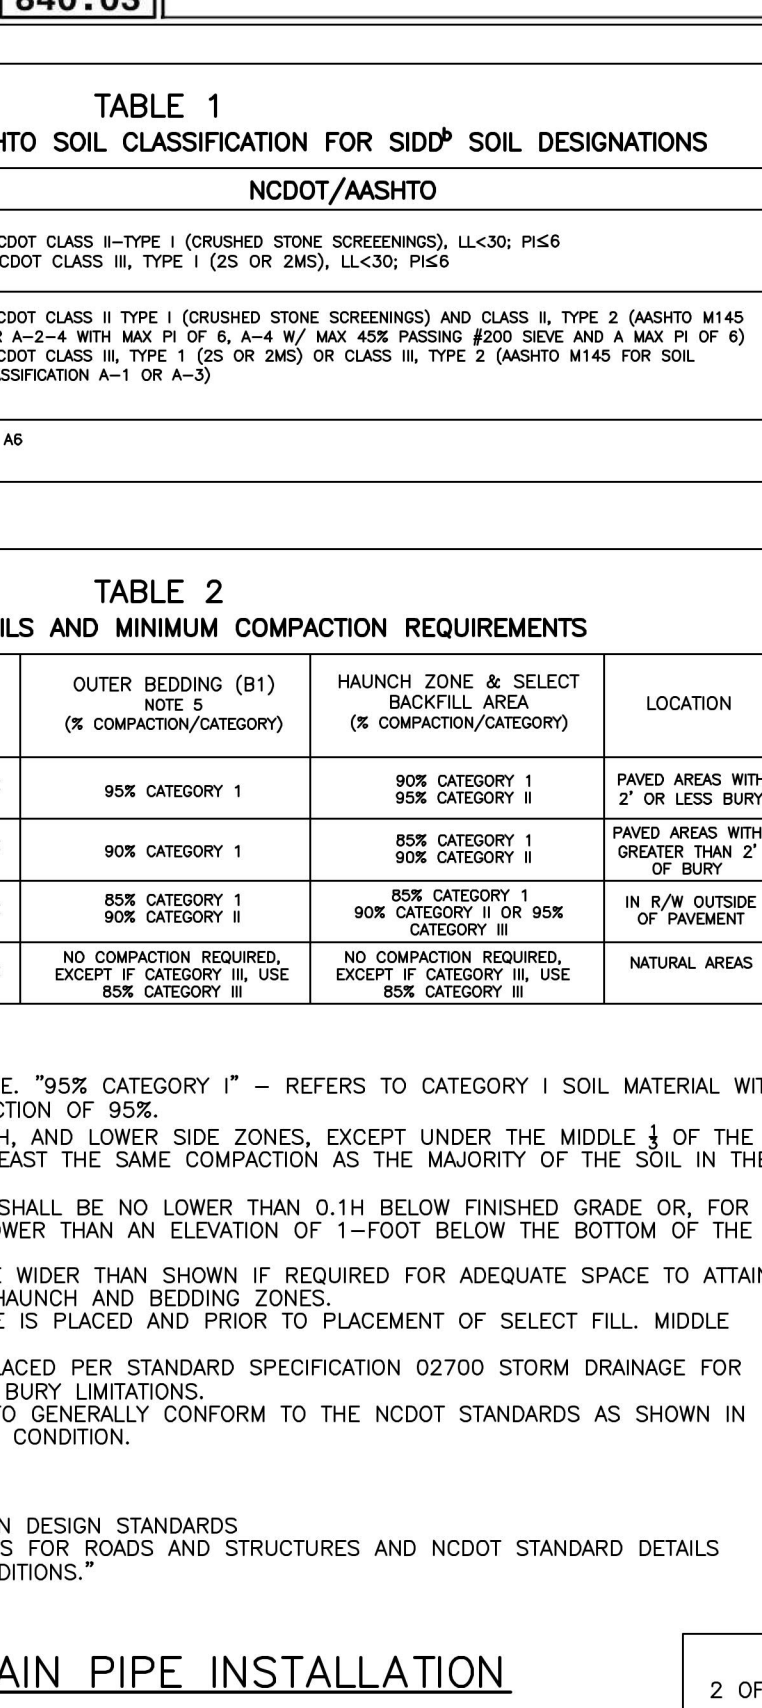 840.03
TABLE 1
HTO SOIL CLASSIFICATION FOR SIDDᵇ SOIL DESIGNATIONS
NCDOT/AASHTO
CDOT CLASS II–TYPE I (CRUSHED STONE SCREEENINGS), LL<30; PI≤6
CDOT CLASS III, TYPE I (2S OR 2MS), LL<30; PI≤6
CDOT CLASS II TYPE I (CRUSHED STONE SCREENINGS) AND CLASS II, TYPE 2 (AASHTO M145
R A–2–4 WITH MAX PI OF 6, A–4 W/ MAX 45% PASSING #200 SIEVE AND A MAX PI OF 6)
CDOT CLASS III, TYPE 1 (2S OR 2MS) OR CLASS III, TYPE 2 (AASHTO M145 FOR SOIL
ASSIFICATION A–1 OR A–3)
A6
TABLE 2
ILS AND MINIMUM COMPACTION REQUIREMENTS
OUTER BEDDING (B1)
NOTE 5
(% COMPACTION/CATEGORY)
HAUNCH ZONE & SELECT
BACKFILL AREA
(% COMPACTION/CATEGORY)
LOCATION
95% CATEGORY 1
90% CATEGORY 1
95% CATEGORY II
PAVED AREAS WITH
2' OR LESS BURY
90% CATEGORY 1
85% CATEGORY 1
90% CATEGORY II
PAVED AREAS WITH
GREATER THAN 2'
OF BURY
85% CATEGORY 1
90% CATEGORY II
85% CATEGORY 1
90% CATEGORY II OR 95%
CATEGORY III
IN R/W OUTSIDE
OF PAVEMENT
NO COMPACTION REQUIRED,
EXCEPT IF CATEGORY III, USE
85% CATEGORY III
NO COMPACTION REQUIRED,
EXCEPT IF CATEGORY III, USE
85% CATEGORY III
NATURAL AREAS
E. "95% CATEGORY I" – REFERS TO CATEGORY I SOIL MATERIAL WIT
CTION OF 95%.
H, AND LOWER SIDE ZONES, EXCEPT UNDER THE MIDDLE 1/3 OF THE
EAST THE SAME COMPACTION AS THE MAJORITY OF THE SOIL IN THE
SHALL BE NO LOWER THAN 0.1H BELOW FINISHED GRADE OR, FOR
OWER THAN AN ELEVATION OF 1–FOOT BELOW THE BOTTOM OF THE
E WIDER THAN SHOWN IF REQUIRED FOR ADEQUATE SPACE TO ATTAIN
HAUNCH AND BEDDING ZONES.
E IS PLACED AND PRIOR TO PLACEMENT OF SELECT FILL. MIDDLE
LACED PER STANDARD SPECIFICATION 02700 STORM DRAINAGE FOR
BURY LIMITATIONS.
TO GENERALLY CONFORM TO THE NCDOT STANDARDS AS SHOWN IN
CONDITION.
N DESIGN STANDARDS
S FOR ROADS AND STRUCTURES AND NCDOT STANDARD DETAILS
DITIONS."
AIN PIPE INSTALLATION
2 OF